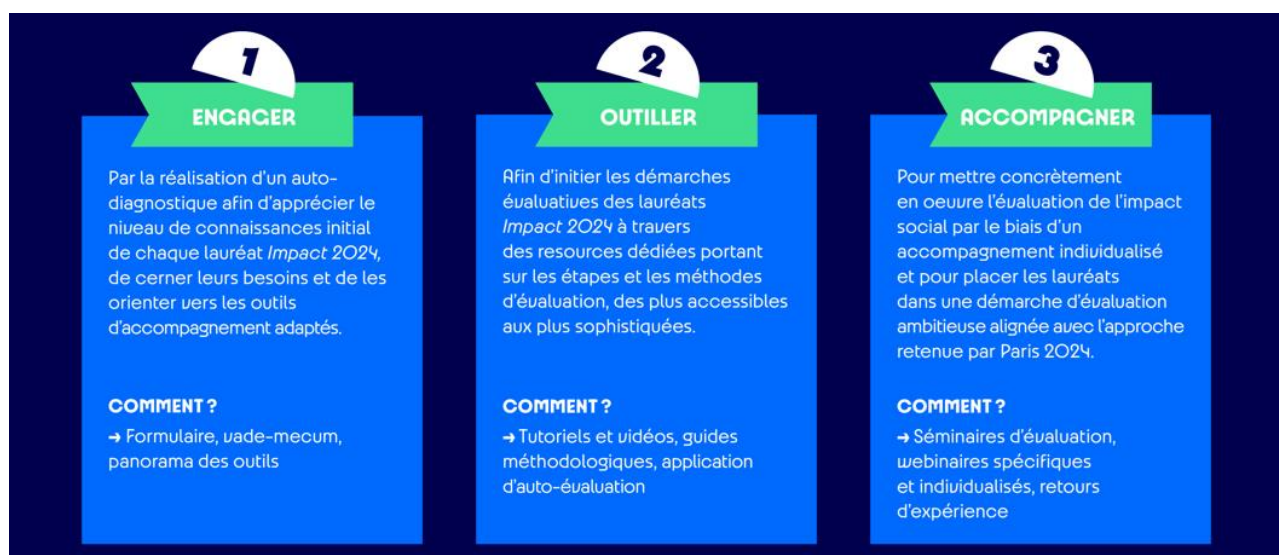 1
ENGAGER
Par la réalisation d'un auto-
diagnostique afin d'apprécier le
niveau de connaissances initial
de chaque lauréat Impact 2024,
de cerner leurs besoins et de les
orienter vers les outils
d'accompagnement adaptés.
COMMENT ?
→ Formulaire, vade-mecum,
panorama des outils
2
OUTILLER
Afin d'initier les démarches
évaluatives des lauréats
Impact 2024 à travers
des resources dédiées portant
sur les étapes et les méthodes
d'évaluation, des plus accessibles
aux plus sophistiquées.
COMMENT ?
→ Tutoriels et vidéos, guides
méthodologiques, application
d'auto-évaluation
3
ACCOMPAGNER
Pour mettre concrètement
en oeuvre l'évaluation de l'impact
social par le biais d'un
accompagnement individualisé
et pour placer les lauréats
dans une démarche d'évaluation
ambitieuse alignée avec l'approche
retenue par Paris 2024.
COMMENT ?
→ Séminaires d'évaluation,
webinaires spécifiques
et individualisés, retours
d'expérience